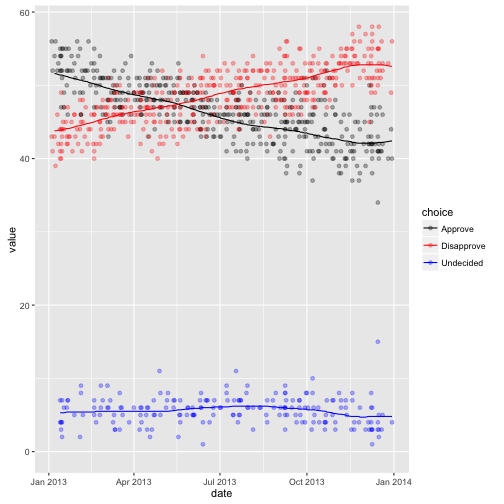 60
40
20
0
value
Jan 2013
Apr 2013
Jul 2013
Oct 2013
Jan 2014
date
choice
Approve
Disapprove
Undecided